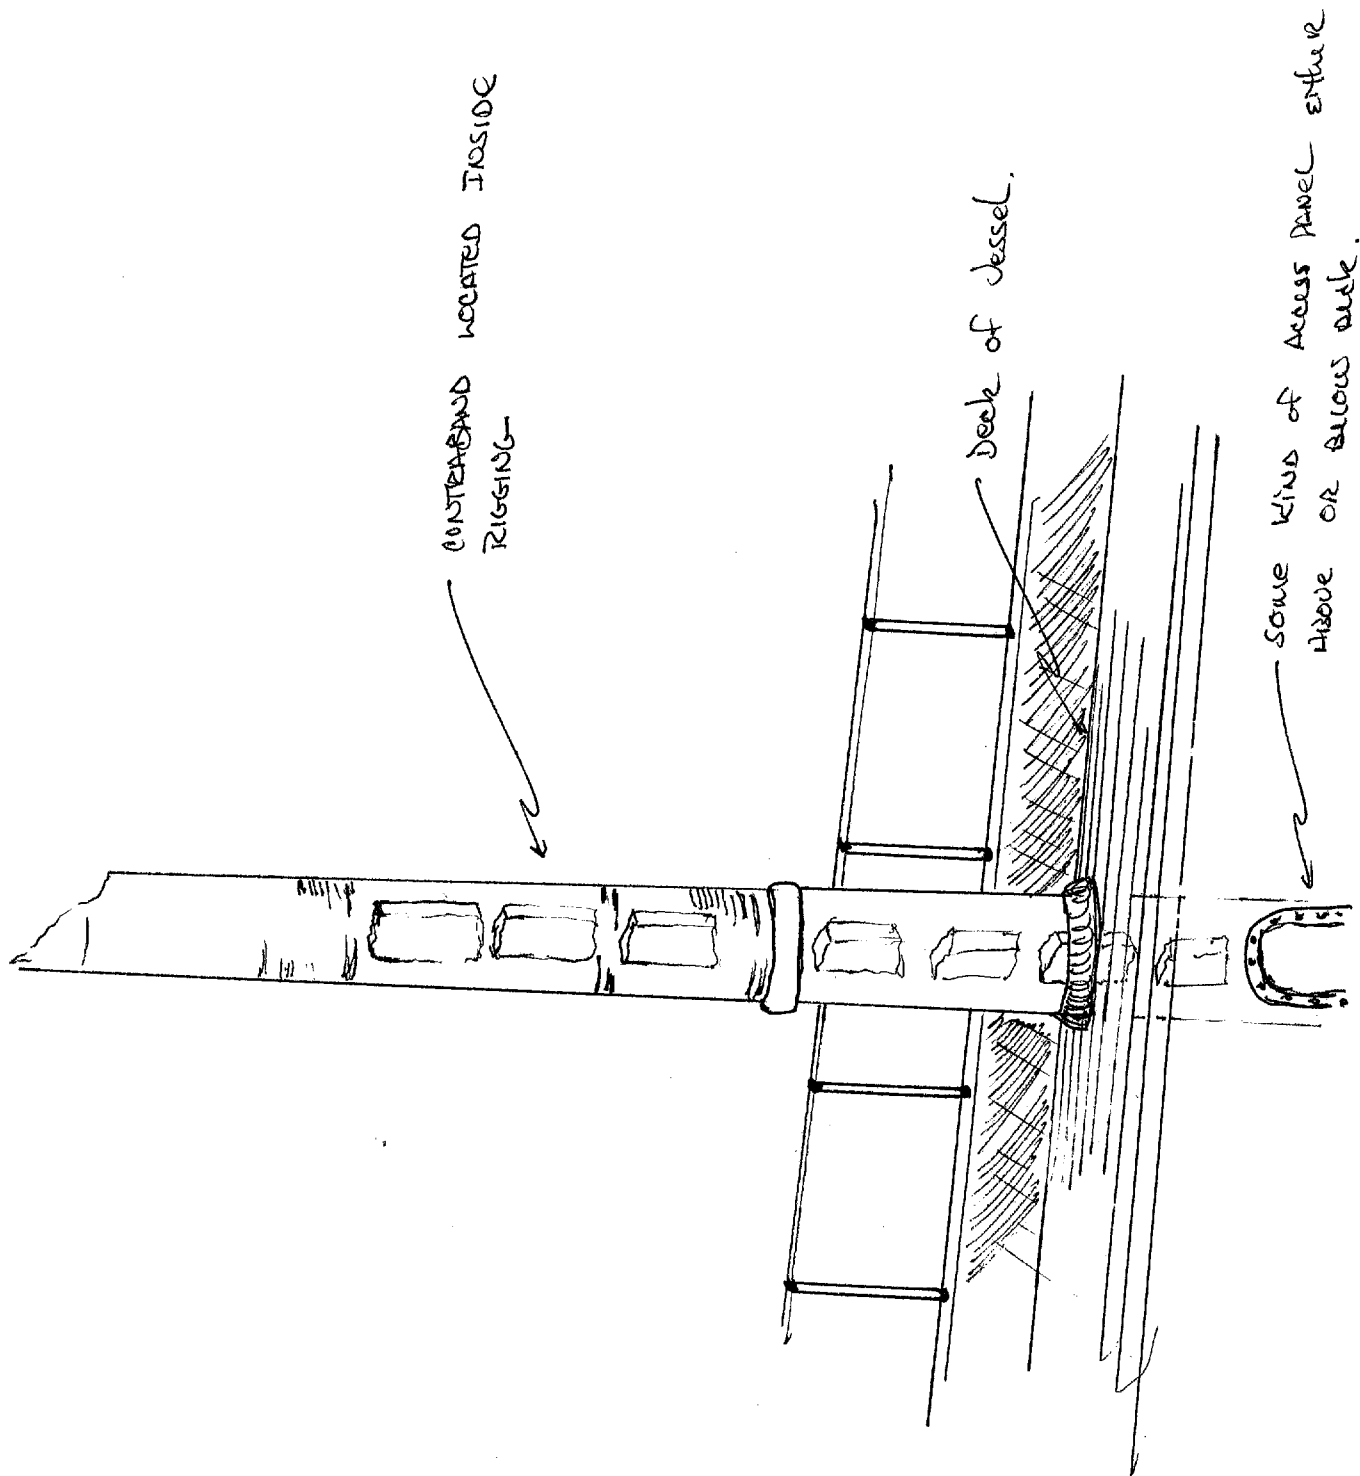 CONTRABAND LOCATED INSIDE
RIGGING
Deck of Vessel.
Some kind of Access panel either
Above OR Below deck.